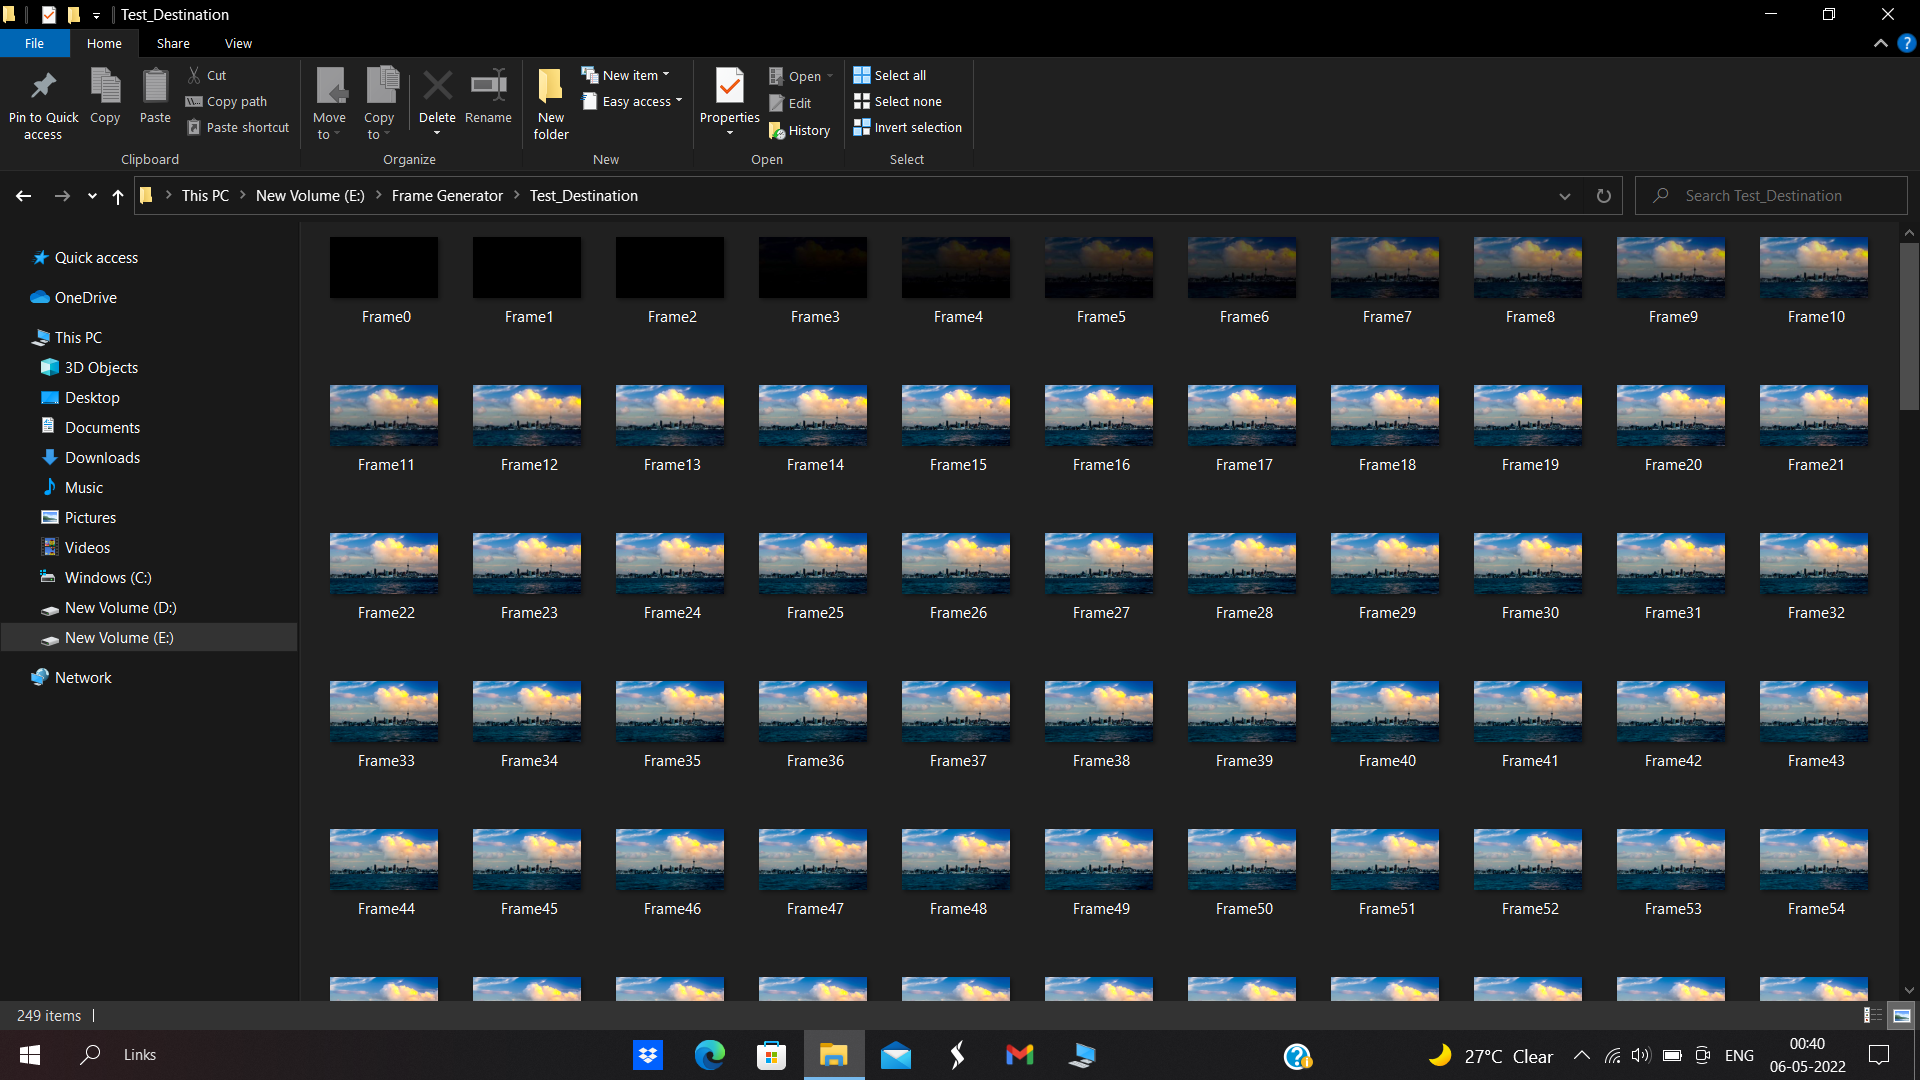 Test_Destination
File Home Share View
Pin to Quick access
Copy
Paste
Cut
Copy path
Paste shortcut
Clipboard
Move to
Copy to
Delete
Rename
Organize
New folder
New item
Easy access
New
Properties
Open
Edit
History
Open
Select all
Select none
Invert selection
Select
This PC > New Volume (E:) > Frame Generator > Test_Destination
Search Test_Destination
Quick access
OneDrive
This PC
3D Objects
Desktop
Documents
Downloads
Music
Pictures
Videos
Windows (C:)
New Volume (D:)
New Volume (E:)
Network
Frame0 Frame1 Frame2 Frame3 Frame4 Frame5 Frame6 Frame7 Frame8 Frame9 Frame10
Frame11 Frame12 Frame13 Frame14 Frame15 Frame16 Frame17 Frame18 Frame19 Frame20 Frame21
Frame22 Frame23 Frame24 Frame25 Frame26 Frame27 Frame28 Frame29 Frame30 Frame31 Frame32
Frame33 Frame34 Frame35 Frame36 Frame37 Frame38 Frame39 Frame40 Frame41 Frame42 Frame43
Frame44 Frame45 Frame46 Frame47 Frame48 Frame49 Frame50 Frame51 Frame52 Frame53 Frame54
249 items
Links
27°C Clear
ENG
00:40
06-05-2022